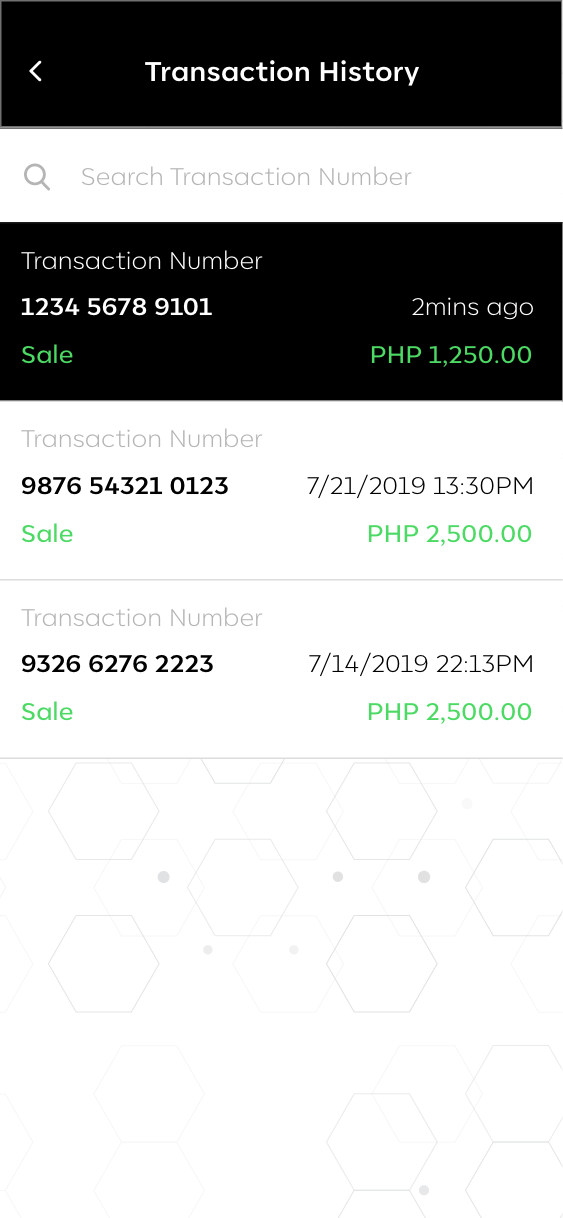 Transaction History
Search Transaction Number
Transaction Number
1234 5678 9101 2mins ago
Sale PHP 1,250.00
Transaction Number
9876 54321 0123 7/21/2019 13:30PM
Sale PHP 2,500.00
Transaction Number
9326 6276 2223 7/14/2019 22:13PM
Sale PHP 2,500.00